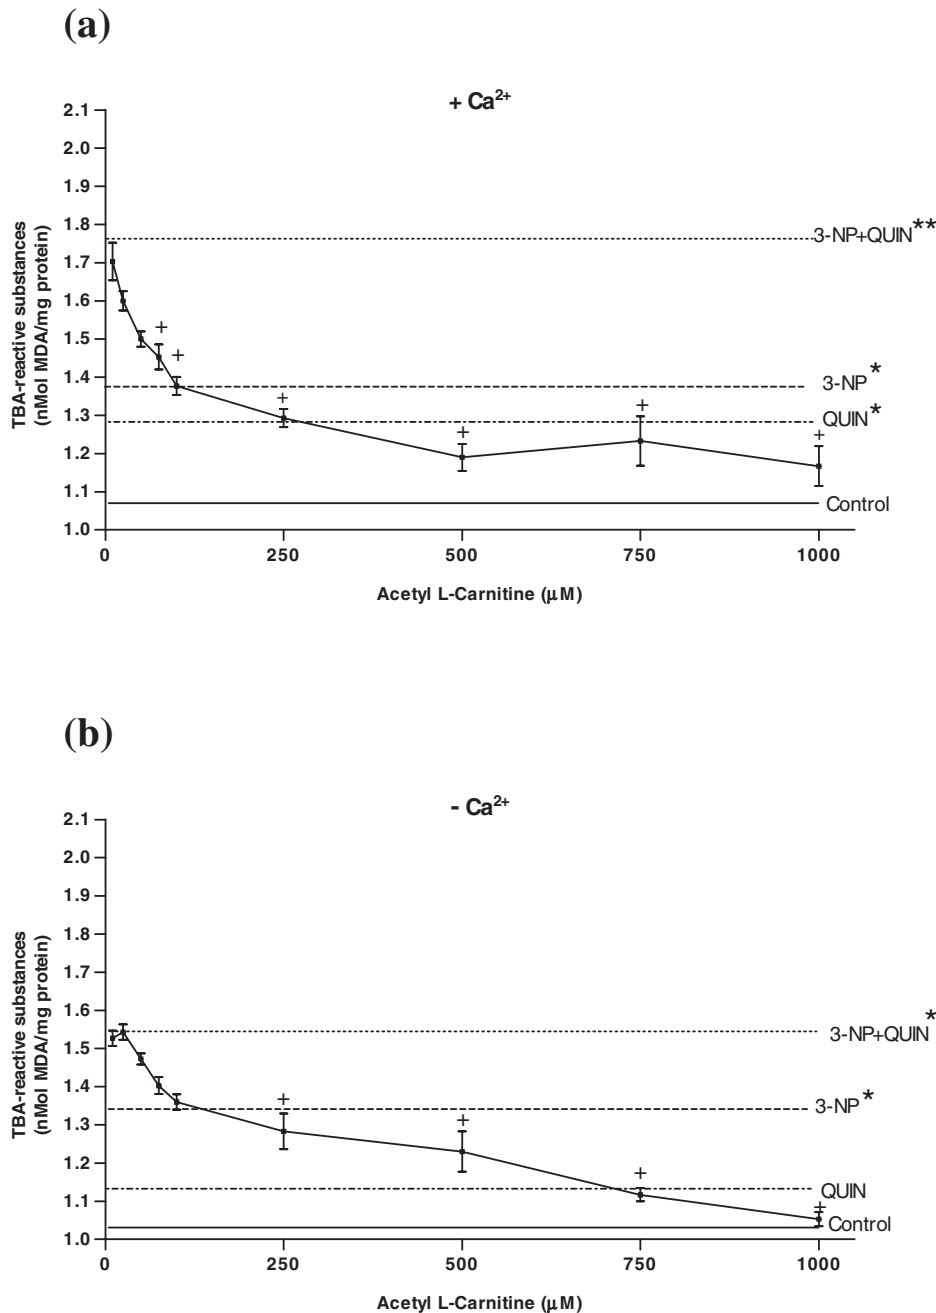 (a)
+ Ca²⁺
TBA-reactive substances
(nMol MDA/mg protein)
2.1
2.0
1.9
1.8
1.7
1.6
1.5
1.4
1.3
1.2
1.1
1.0
3-NP+QUIN**
3-NP*
QUIN*
Control
+ + + + + +
0 250 500 750 1000
Acetyl L-Carnitine (µM)
(b)
- Ca²⁺
TBA-reactive substances
(nMol MDA/mg protein)
2.1
2.0
1.9
1.8
1.7
1.6
1.5
1.4
1.3
1.2
1.1
1.0
3-NP+QUIN*
3-NP*
QUIN
Control
+ + + +
0 250 500 750 1000
Acetyl L-Carnitine (µM)